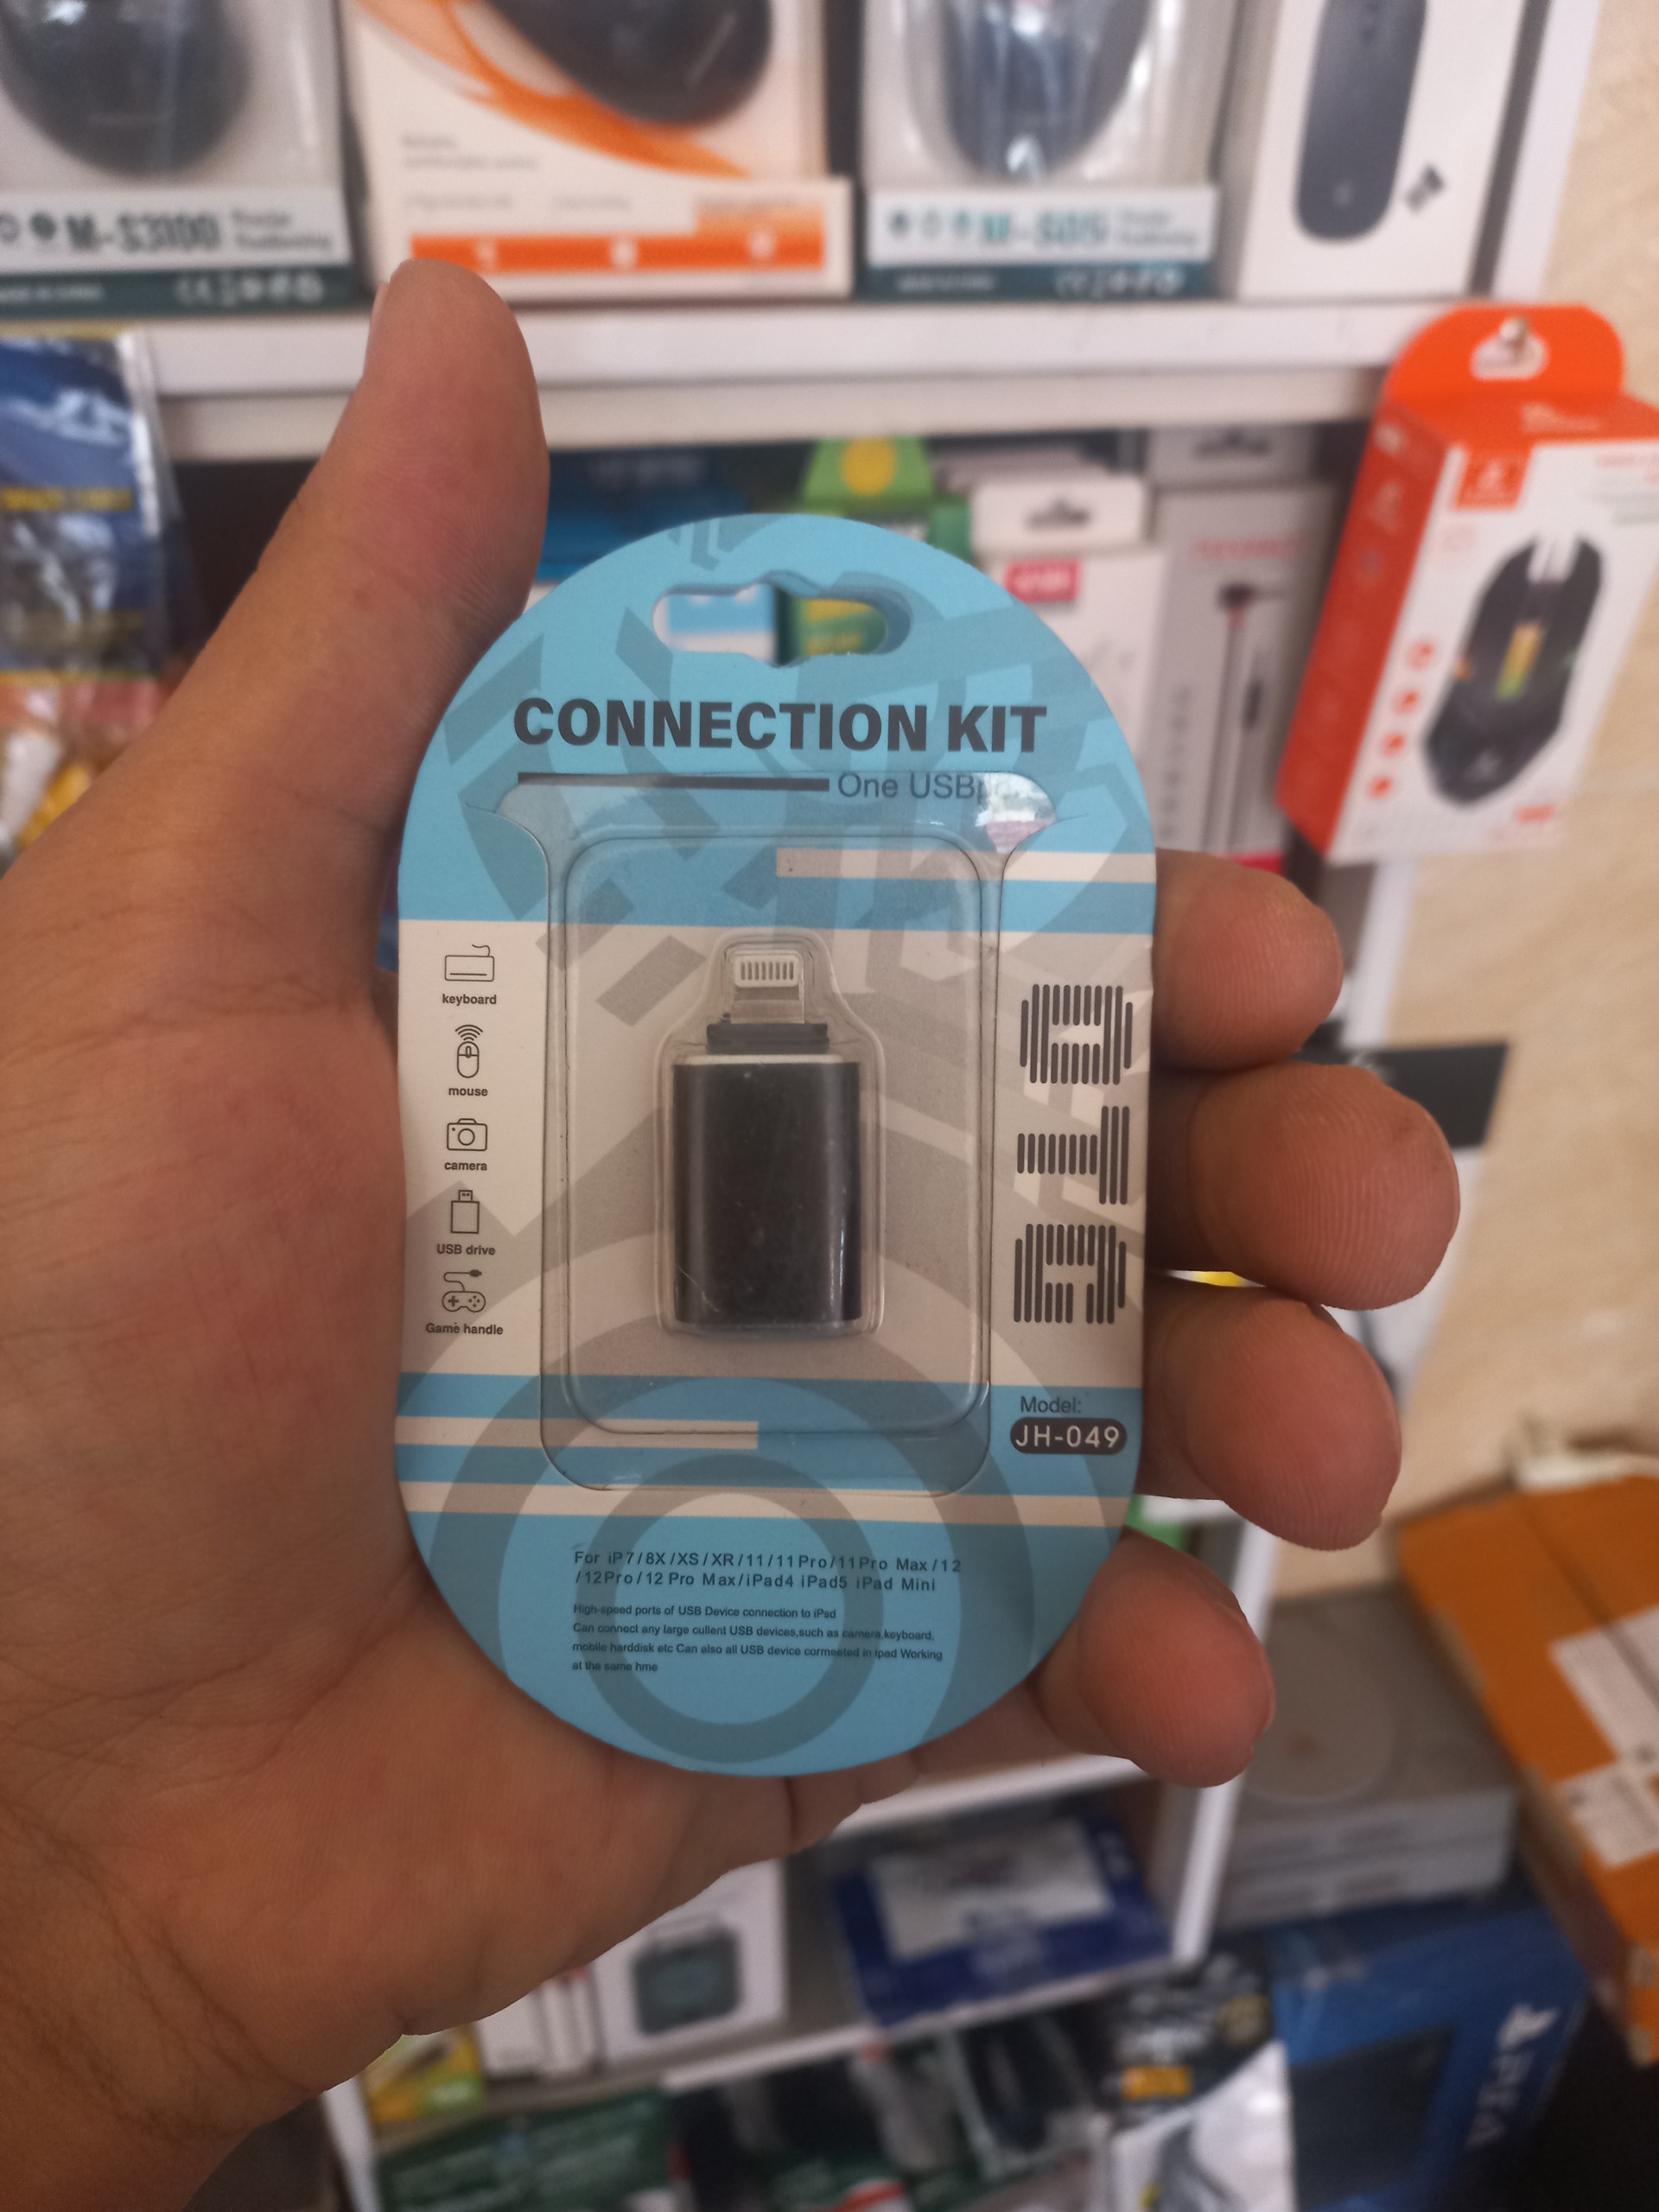 M-S3100
CONNECTION KIT
One USB
keyboard
mouse
camera
USB drive
Game handle
OTG
Model:
JH-049
For iP7/8X/XS/XR/11/11Pro/11Pro Max/12
/12Pro/12 Pro Max/iPad4 iPad5 iPad Mini
High-speed ports of USB Device connection to iPsd
Can connect any large cullent USB devices,such as camera,keyboard,
mobile harddisk etc Can also all USB device cormeeted in ipad Working
at the same hme